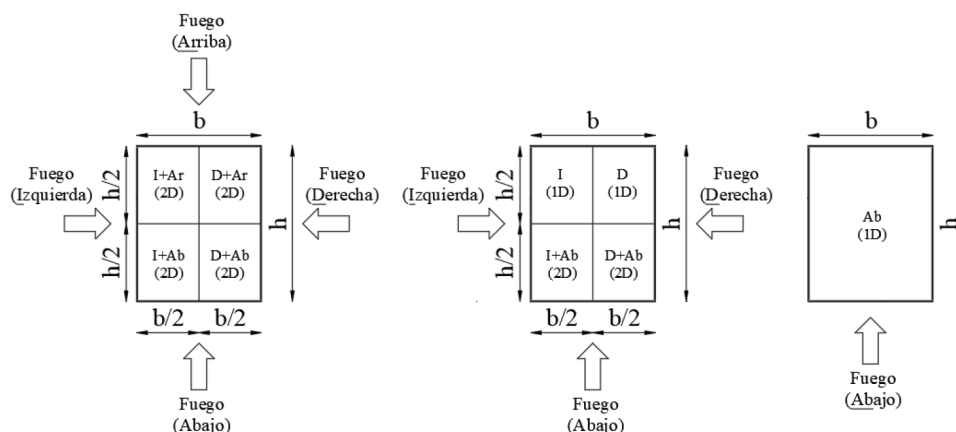 Fuego
(Arriba)
b
Fuego
(Izquierda)
h/2
I+Ar
(2D)
D+Ar
(2D)
h
Fuego
(Derecha)
h/2
I+Ab
(2D)
D+Ab
(2D)
b/2
b/2
Fuego
(Abajo)
b
Fuego
(Izquierda)
h/2
I
(1D)
D
(1D)
h
Fuego
(Derecha)
h/2
I+Ab
(2D)
D+Ab
(2D)
b/2
b/2
Fuego
(Abajo)
b
Ab
(1D)
h
Fuego
(Abajo)